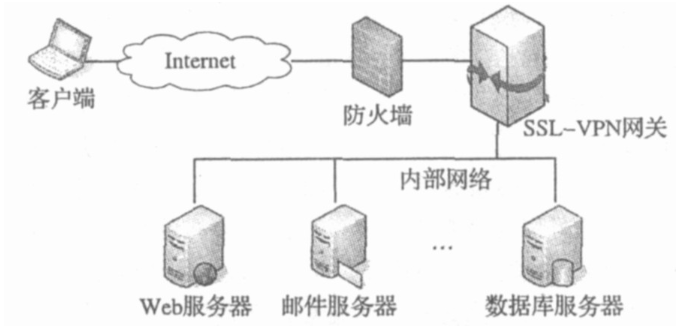 Internet
客户端
防火墙
SSL-VPN网关
内部网络
…
Web服务器 邮件服务器 数据库服务器